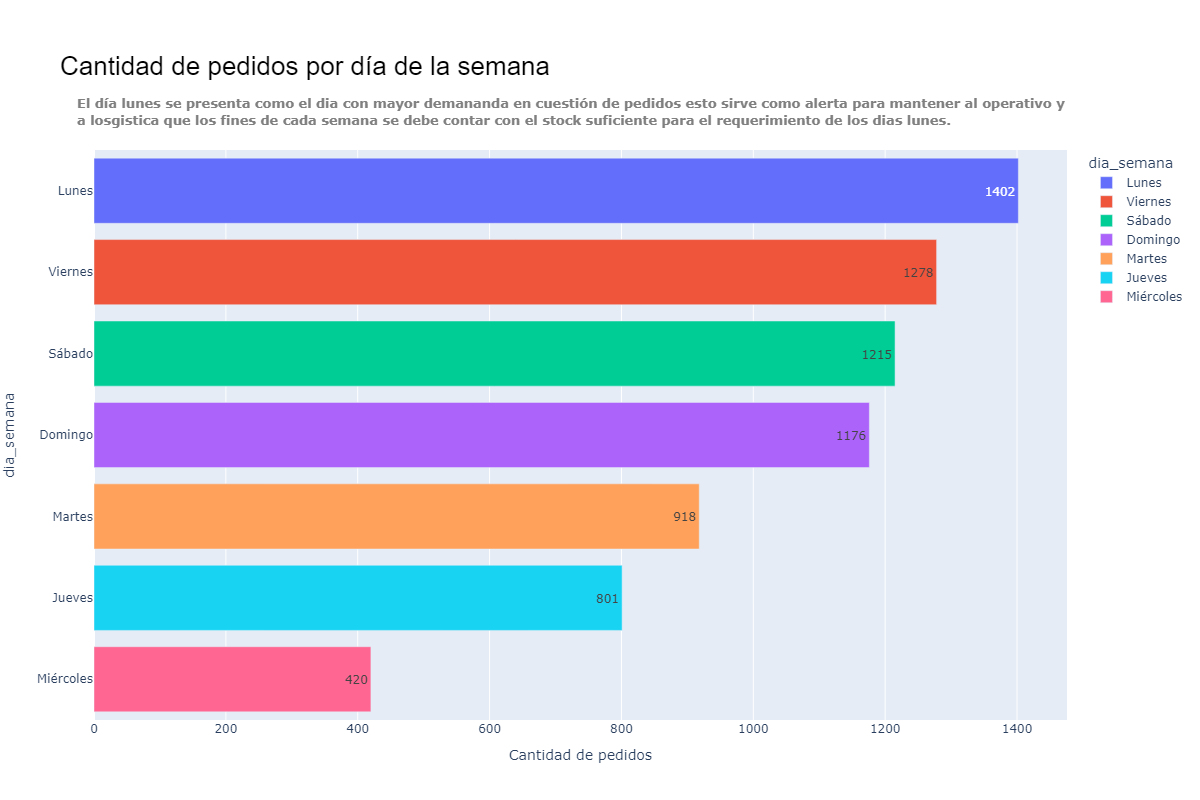 Cantidad de pedidos por día de la semana
El día lunes se presenta como el dia con mayor demananda en cuestión de pedidos esto sirve como alerta para mantener al operativo y
a losgistica que los fines de cada semana se debe contar con el stock suficiente para el requerimiento de los dias lunes.
dia_semana
Lunes
Viernes
Sábado
Domingo
Martes
Jueves
Miércoles
dia_semana
Lunes
1402
Viernes
1278
Sábado
1215
Domingo
1176
Martes
918
Jueves
801
Miércoles
420
0 200 400 600 800 1000 1200 1400
Cantidad de pedidos